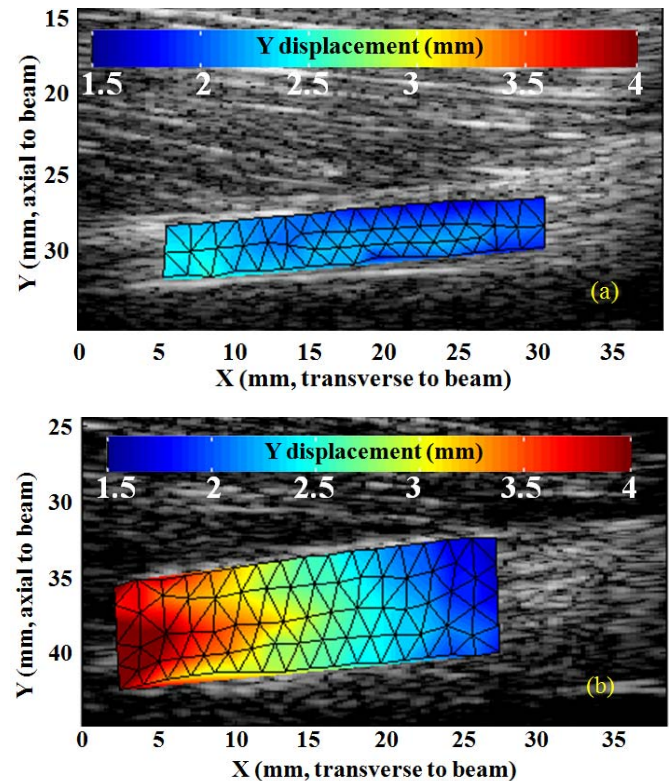 15
Y displacement (mm)
1.5 2 2.5 3 3.5 4
20
25
30
Y (mm, axial to beam)
(a)
0 5 10 15 20 25 30 35
X (mm, transverse to beam)
25
Y displacement (mm)
1.5 2 2.5 3 3.5 4
30
35
40
Y (mm, axial to beam)
(b)
0 5 10 15 20 25 30 35
X (mm, transverse to beam)